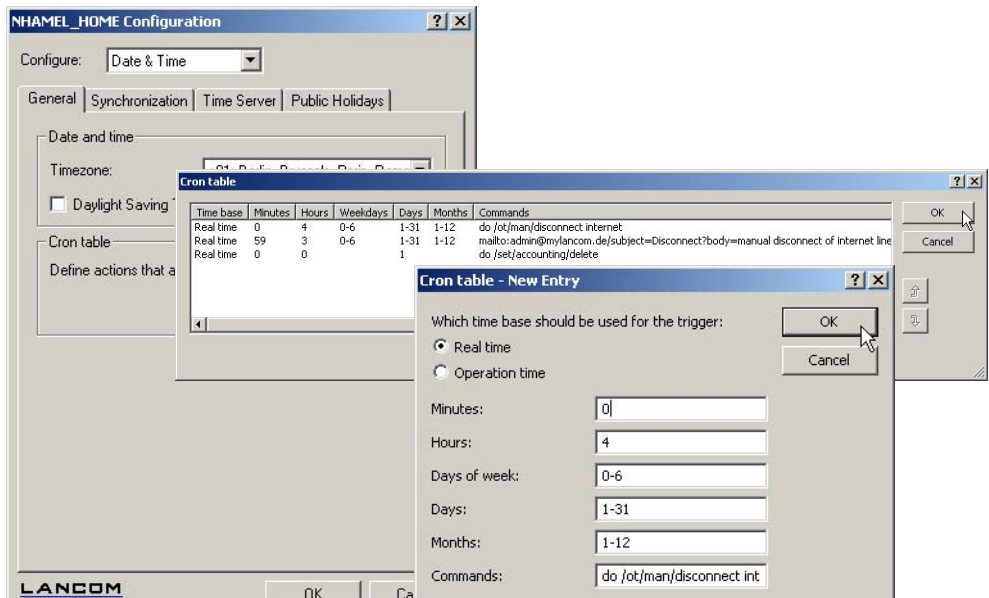 NHAMEL_HOME Configuration
Configure: Date & Time
General Synchronization Time Server Public Holidays
Date and time
Timezone:
Daylight Saving
Cron table
Define actions that a
OK
Cron table
Time base Minutes Hours Weekdays Days Months Commands
Real time 0 4 0-6 1-31 1-12 do /ot/man/disconnect internet
Real time 59 3 0-6 1-31 1-12 mailto:admin@mylancom.de/subject=Disconnect?body=manual disconnect of internet line
Real time 0 0 1 do /set/accounting/delete
OK
Cancel
Cron table - New Entry
Which time base should be used for the trigger:
Real time
Operation time
OK
Cancel
Minutes: 0
Hours: 4
Days of week: 0-6
Days: 1-31
Months: 1-12
Commands: do /ot/man/disconnect int
LANCOM